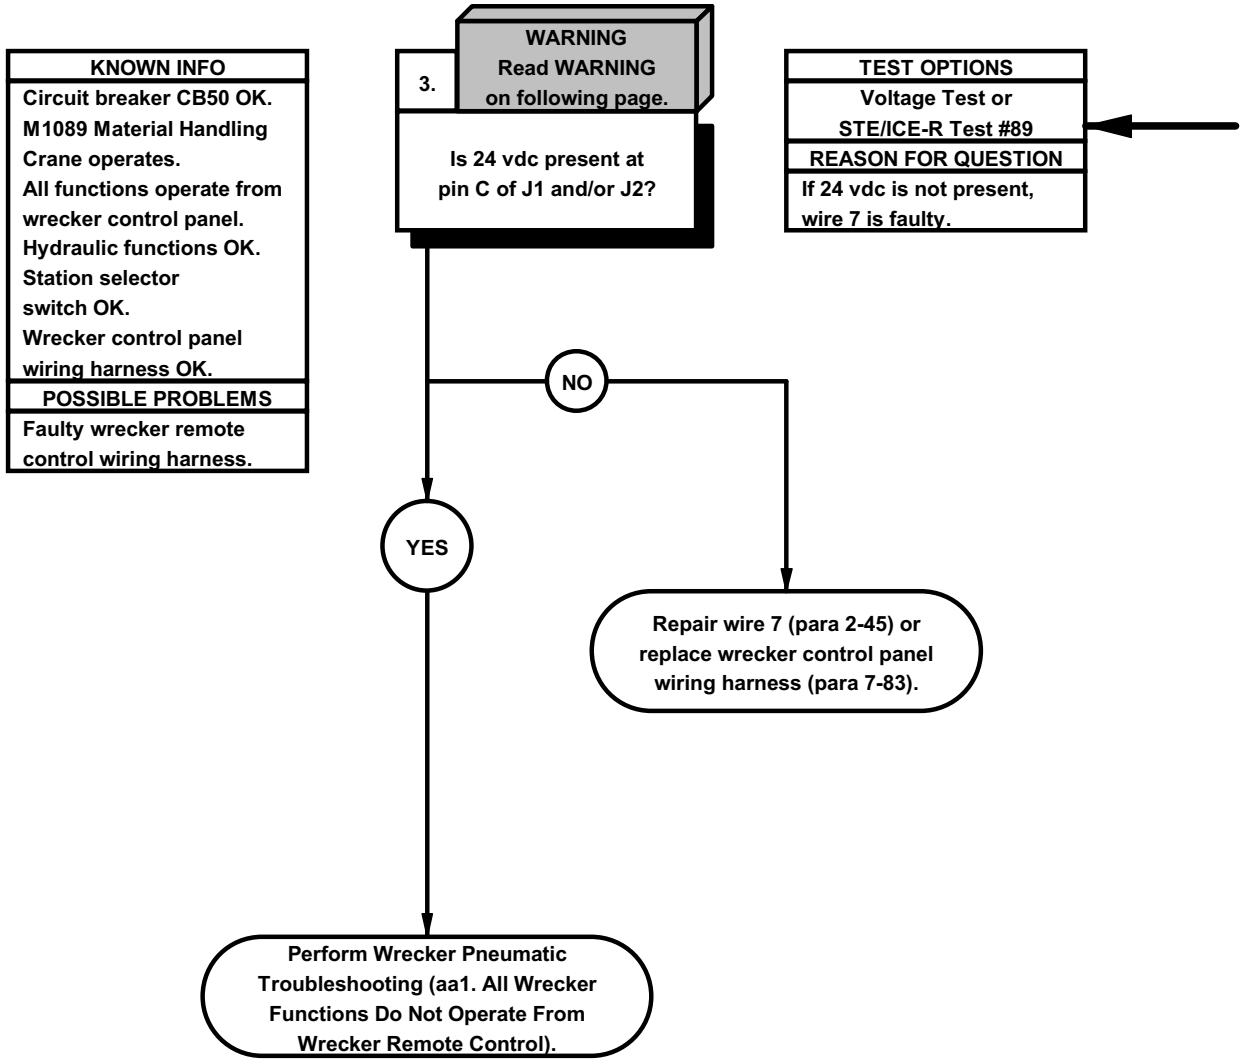 KNOWN INFO
Circuit breaker CB50 OK.
M1089 Material Handling
Crane operates.
All functions operate from
wrecker control panel.
Hydraulic functions OK.
Station selector
switch OK.
Wrecker control panel
wiring harness OK.
POSSIBLE PROBLEMS
Faulty wrecker remote
control wiring harness.
WARNING
Read WARNING
on following page.
3.
Is 24 vdc present at
pin C of J1 and/or J2?
TEST OPTIONS
Voltage Test or
STE/ICE-R Test #89
REASON FOR QUESTION
If 24 vdc is not present,
wire 7 is faulty.
NO
YES
Repair wire 7 (para 2-45) or
replace wrecker control panel
wiring harness (para 7-83).
Perform Wrecker Pneumatic
Troubleshooting (aa1. All Wrecker
Functions Do Not Operate From
Wrecker Remote Control).